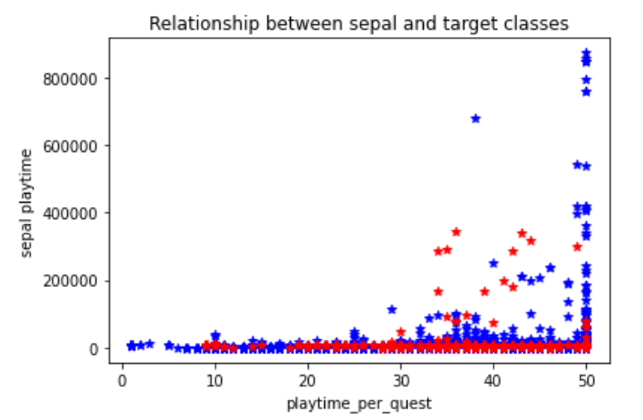 Relationship between sepal and target classes
800000
600000
400000
200000
0
sepal playtime
0 10 20 30 40 50
playtime_per_quest